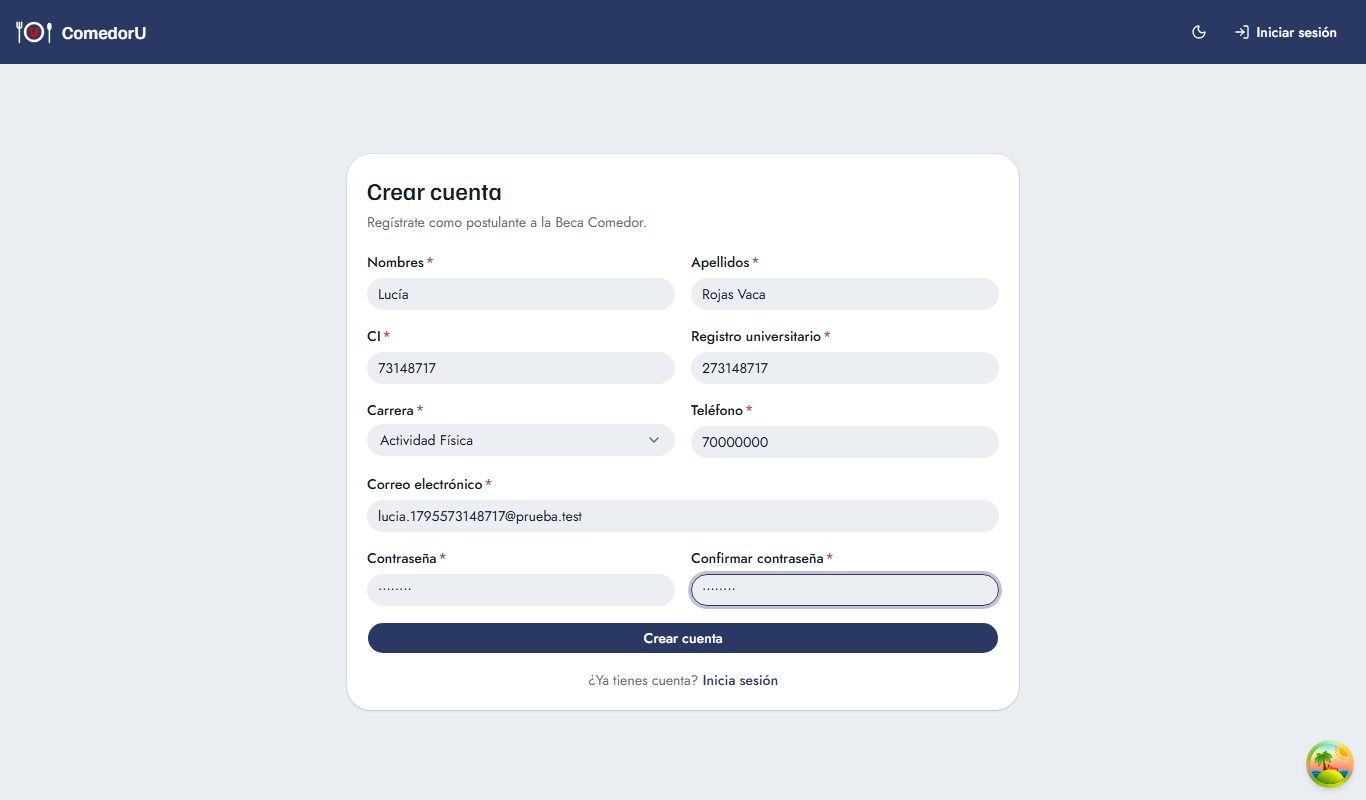 ComedorU
Iniciar sesión
Crear cuenta
Regístrate como postulante a la Beca Comedor.
Nombres *
Apellidos *
Lucía
Rojas Vaca
CI *
Registro universitario *
73148717
273148717
Carrera *
Teléfono *
Actividad Física
70000000
Correo electrónico *
lucia.1795573148717@prueba.test
Contraseña *
Confirmar contraseña *
········
········
Crear cuenta
¿Ya tienes cuenta? Inicia sesión